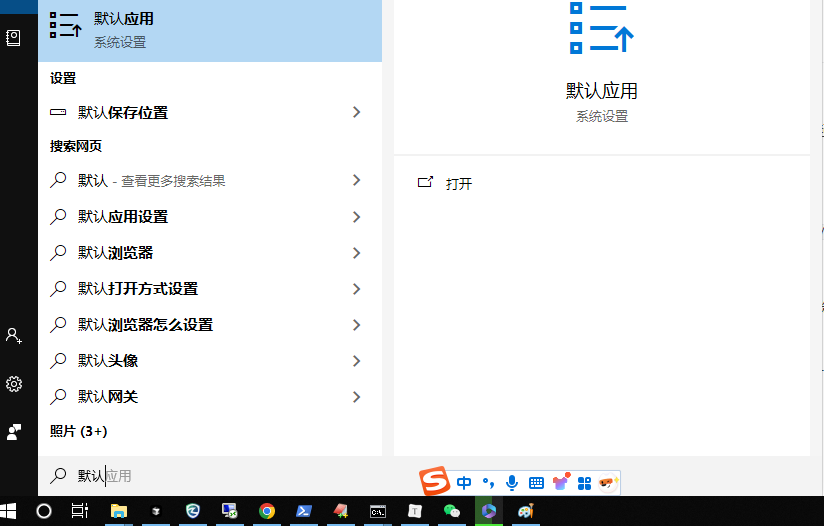 默认应用
系统设置
设置
默认保存位置
搜索网页
默认 - 查看更多搜索结果
默认应用设置
默认浏览器
默认打开方式设置
默认浏览器怎么设置
默认头像
默认网关
照片 (3+)
默认应用
默认应用
系统设置
打开
S 中
C:\
T